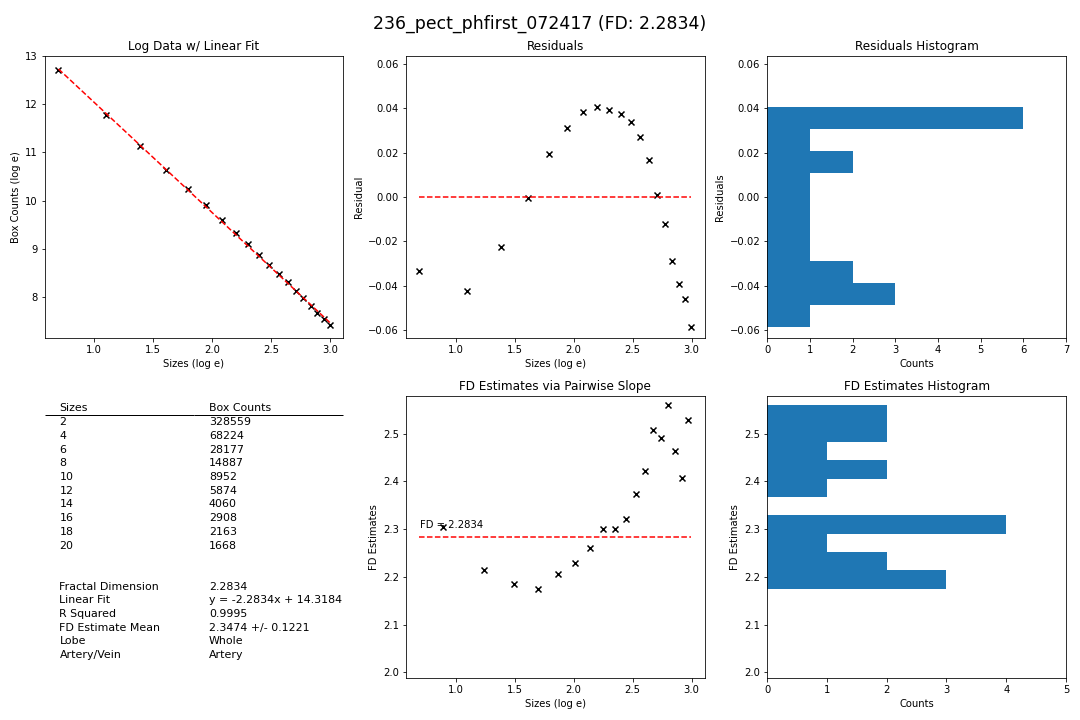 236_pect_phfirst_072417 (FD: 2.2834)
Log Data w/ Linear Fit
Box Counts (log e)
13
12
11
10
9
8
1.0 1.5 2.0 2.5 3.0
Sizes (log e)
Residuals
Residual
0.06
0.04
0.02
0.00
−0.02
−0.04
−0.06
1.0 1.5 2.0 2.5 3.0
Sizes (log e)
Residuals Histogram
Residuals
0.06
0.04
0.02
0.00
−0.02
−0.04
−0.06
0 1 2 3 4 5 6 7
Counts
Sizes Box Counts
2 328559
4 68224
6 28177
8 14887
10 8952
12 5874
14 4060
16 2908
18 2163
20 1668
Fractal Dimension 2.2834
Linear Fit y = -2.2834x + 14.3184
R Squared 0.9995
FD Estimate Mean 2.3474 +/- 0.1221
Lobe Whole
Artery/Vein Artery
FD Estimates via Pairwise Slope
FD Estimates
2.5
2.4
2.3
2.2
2.1
2.0
FD = 2.2834
1.0 1.5 2.0 2.5 3.0
Sizes (log e)
FD Estimates Histogram
FD Estimates
2.5
2.4
2.3
2.2
2.1
2.0
0 1 2 3 4 5
Counts